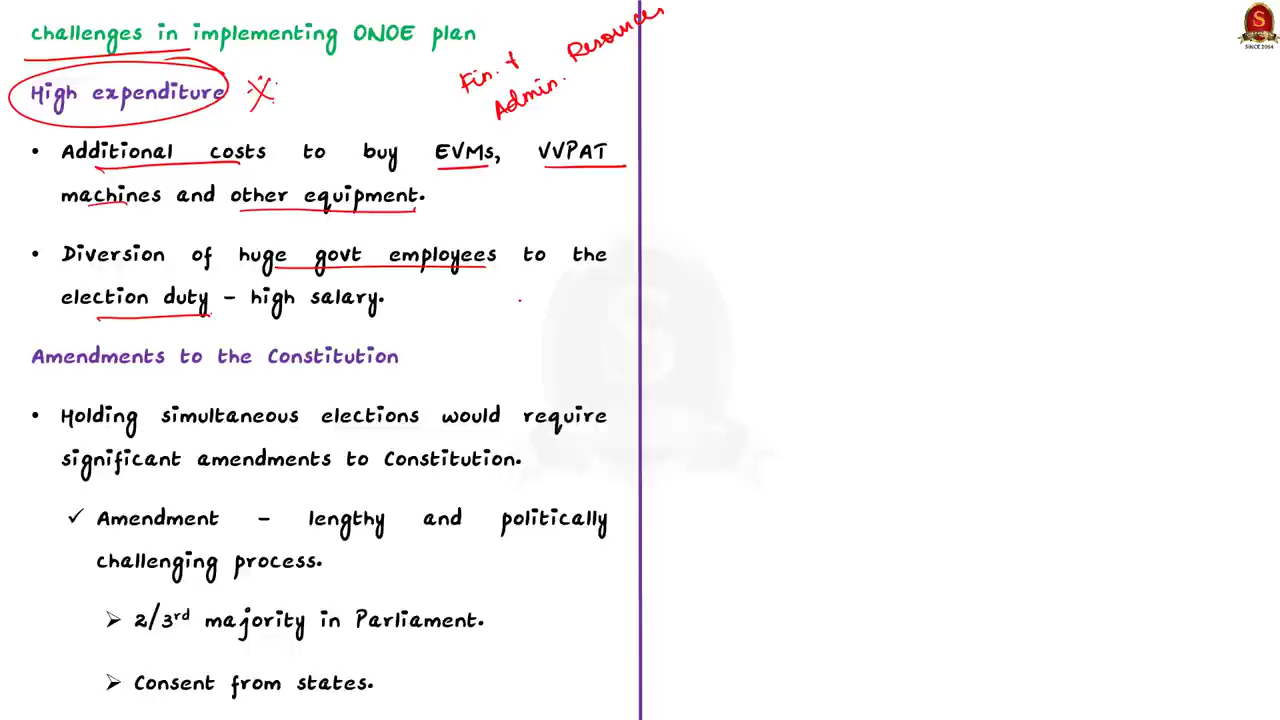 challenges in implementing ONOE plan
Fin. + 
Admin. Resources
High expenditure
• Additional costs to buy EVMs, VVPAT
machines and other equipment.
• Diversion of huge govt employees to the
election duty – high salary.
Amendments to the Constitution
• Holding simultaneous elections would require
significant amendments to Constitution.
✓ Amendment – lengthy and politically
challenging process.
➢ 2/3rd majority in Parliament.
➢ Consent from states.
S
SINCE 2004